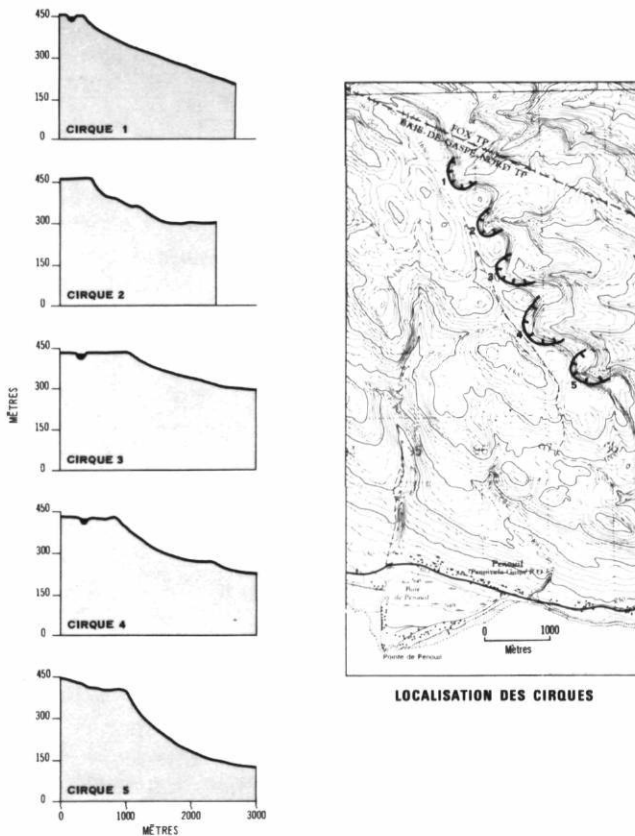 450
300
150
0
CIRQUE 1
450
300
150
0
CIRQUE 2
MÈTRES
450
300
150
0
CIRQUE 3
450
300
150
0
CIRQUE 4
450
300
150
0
CIRQUE 5
0 1000 2000 3000
MÈTRES
FOX TP
BAIE-DE-GASPÉ-NORD TP
1
2
3
4
5
Penouil
de Penouil
0 1000
Mètres
Pointe de Penouil
LOCALISATION DES CIRQUES